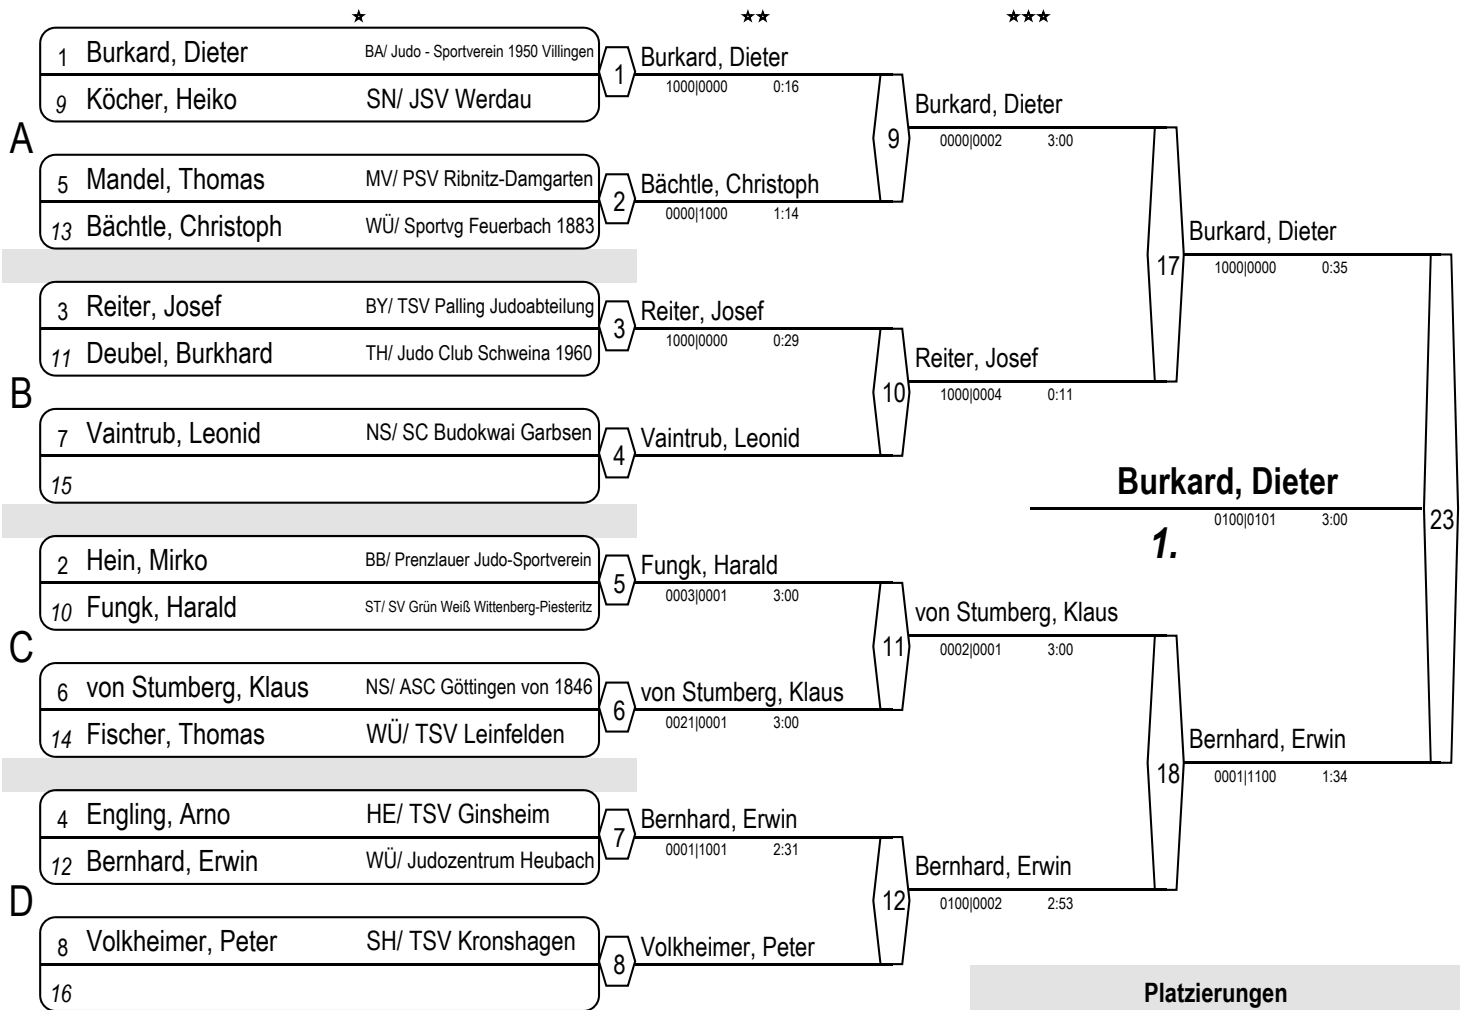 1 Burkard, Dieter BA/ Judo - Sportverein 1950 Villingen
9 Köcher, Heiko SN/ JSV Werdau
A
5 Mandel, Thomas MV/ PSV Ribnitz-Damgarten
13 Bächtle, Christoph WÜ/ Sportvg Feuerbach 1883
3 Reiter, Josef BY/ TSV Palling Judoabteilung
11 Deubel, Burkhard TH/ Judo Club Schweina 1960
B
7 Vaintrub, Leonid NS/ SC Budokwai Garbsen
15
2 Hein, Mirko BB/ Prenzlauer Judo-Sportverein
10 Fungk, Harald ST/ SV Grün Weiß Wittenberg-Piesteritz
C
6 von Stumberg, Klaus NS/ ASC Göttingen von 1846
14 Fischer, Thomas WÜ/ TSV Leinfelden
4 Engling, Arno HE/ TSV Ginsheim
12 Bernhard, Erwin WÜ/ Judozentrum Heubach
D
8 Volkheimer, Peter SH/ TSV Kronshagen
16
1 Burkard, Dieter
1000|0000 0:16
2 Bächtle, Christoph
0000|1000 1:14
3 Reiter, Josef
1000|0000 0:29
4 Vaintrub, Leonid
5 Fungk, Harald
0003|0001 3:00
6 von Stumberg, Klaus
0021|0001 3:00
7 Bernhard, Erwin
0001|1001 2:31
8 Volkheimer, Peter
9 Burkard, Dieter
0000|0002 3:00
10 Reiter, Josef
1000|0004 0:11
11 von Stumberg, Klaus
0002|0001 3:00
12 Bernhard, Erwin
0100|0002 2:53
17 Burkard, Dieter
1000|0000 0:35
18 Bernhard, Erwin
0001|1100 1:34
23
Burkard, Dieter
0100|0101 3:00
1.
Platzierungen